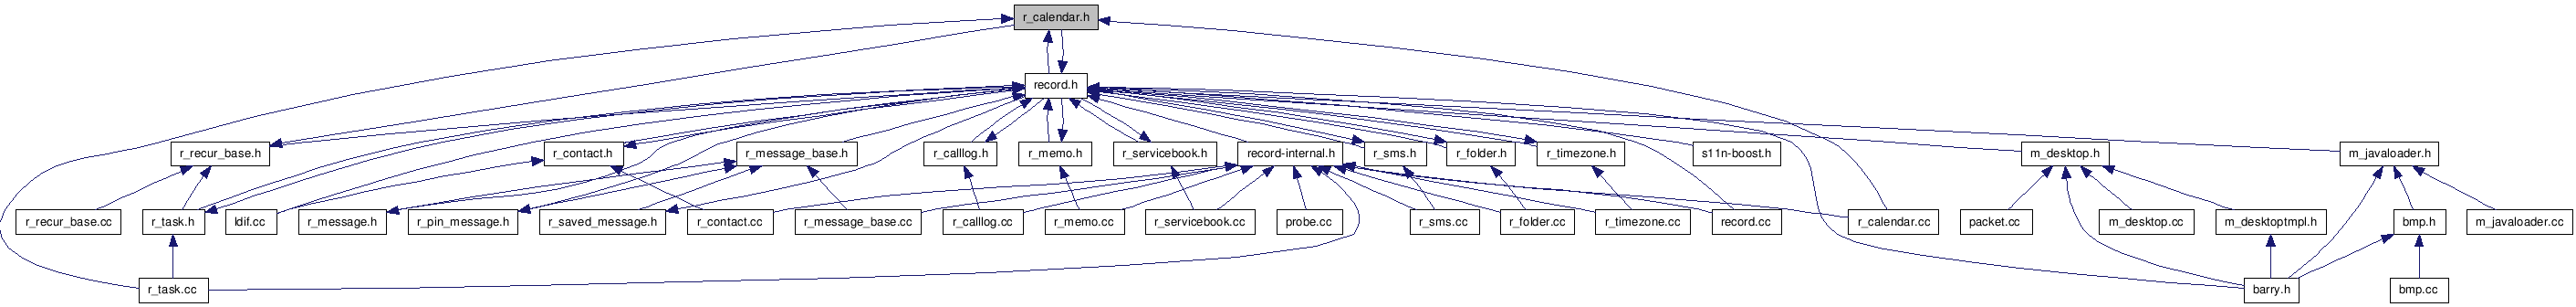 r_calendar.h
record.h
r_recur_base.h
r_contact.h
r_message_base.h
r_calllog.h
r_memo.h
r_servicebook.h
record-internal.h
r_sms.h
r_folder.h
r_timezone.h
s11n-boost.h
m_desktop.h
m_javaloader.h
r_recur_base.cc
r_task.h
ldif.cc
r_message.h
r_pin_message.h
r_saved_message.h
r_contact.cc
r_message_base.cc
r_calllog.cc
r_memo.cc
r_servicebook.cc
probe.cc
r_sms.cc
r_folder.cc
r_timezone.cc
record.cc
r_calendar.cc
packet.cc
m_desktop.cc
m_desktoptmpl.h
bmp.h
m_javaloader.cc
r_task.cc
barry.h
bmp.cc